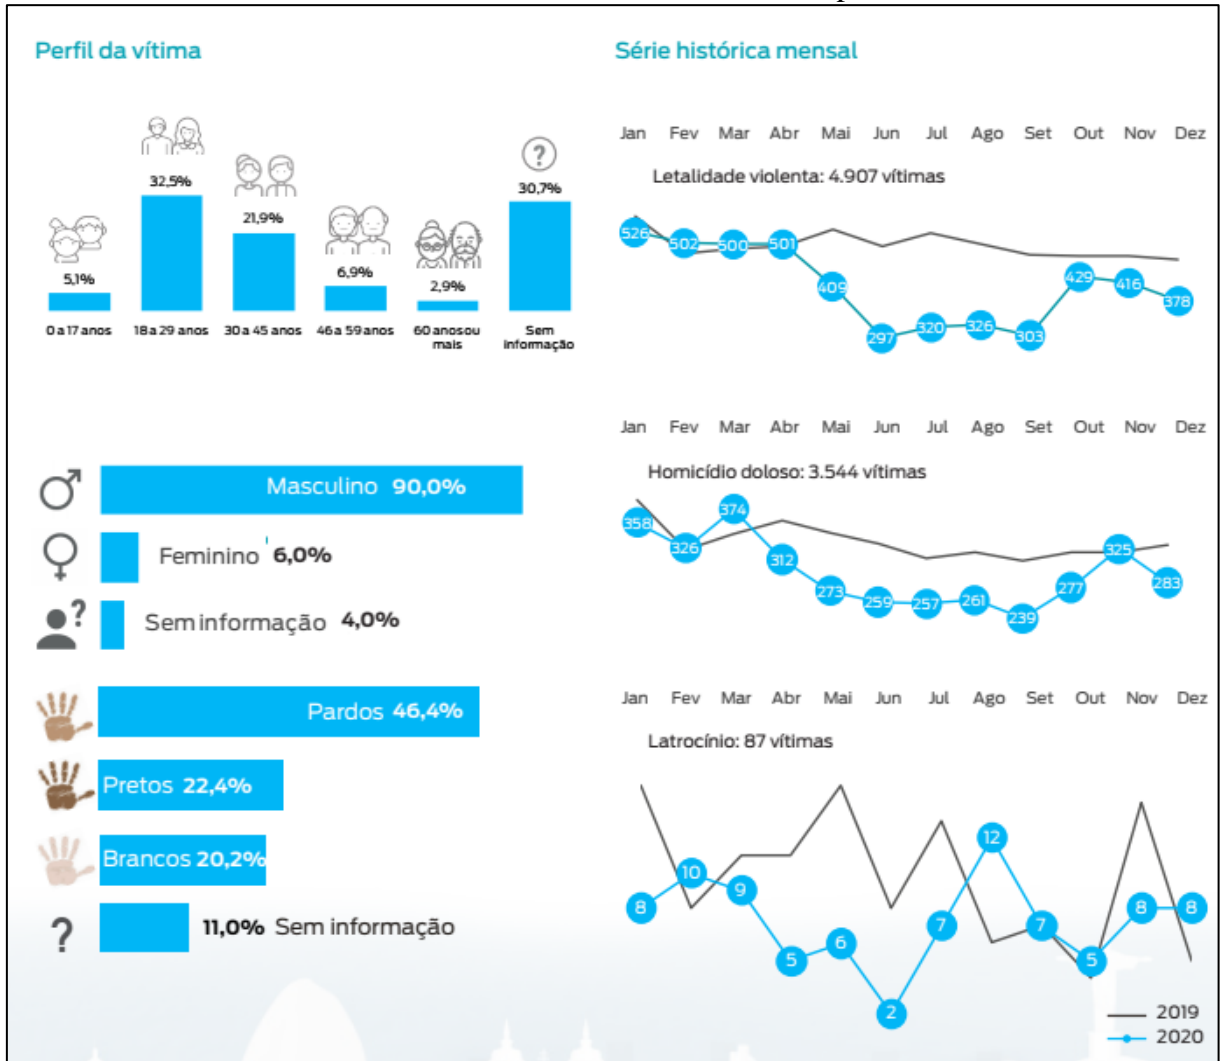 Perfil da vítima
32,5%
21,9%
5,1%
6,9%
2,9%
?
30,7%
0 a 17 anos
18 a 29 anos
30 a 45 anos
46 a 59 anos
60 anos ou
mais
Sem
informação
Masculino 90,0%
Feminino 6,0%
?
Sem informação 4,0%
Pardos 46,4%
Pretos 22,4%
Brancos 20,2%
?
11,0% Sem informação
Série histórica mensal
Jan Fev Mar Abr Mai Jun Jul Ago Set Out Nov Dez
Letalidade violenta: 4.907 vítimas
526 502 500 501 409 297 320 326 303 429 416 378
Jan Fev Mar Abr Mai Jun Jul Ago Set Out Nov Dez
Homicídio doloso: 3.544 vítimas
358 326 374 312 273 259 257 261 239 277 325 283
Jan Fev Mar Abr Mai Jun Jul Ago Set Out Nov Dez
Latrocínio: 87 vítimas
8 10 9 5 6 2 7 12 7 5 8 8
2019
2020